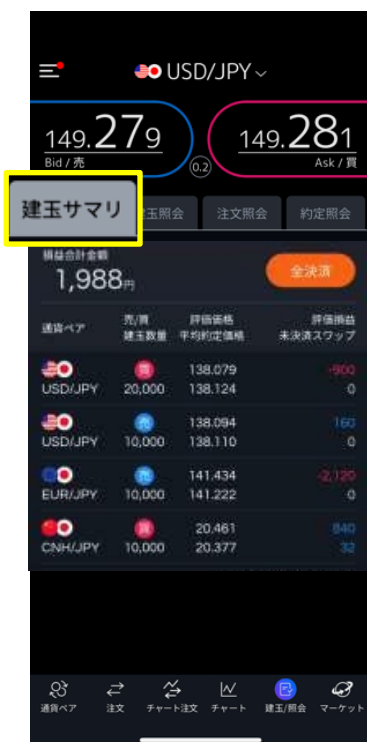 USD/JPY
149.279
149.281
Bid / 売
0.2
Ask / 買
建玉サマリ
建玉照会
注文照会
約定照会
損益合計金額
1,988円
全決済
通貨ペア
売/買
建玉数量
評価価格
平均約定価格
評価損益
未決済スワップ
買
138.079
-900
USD/JPY
20,000
138.124
0
売
138.094
160
USD/JPY
10,000
138.110
0
売
141.434
-2,120
EUR/JPY
10,000
141.222
0
買
20.461
840
CNH/JPY
10,000
20.377
32
通貨ペア
注文
チャート注文
チャート
建玉/照会
マーケット